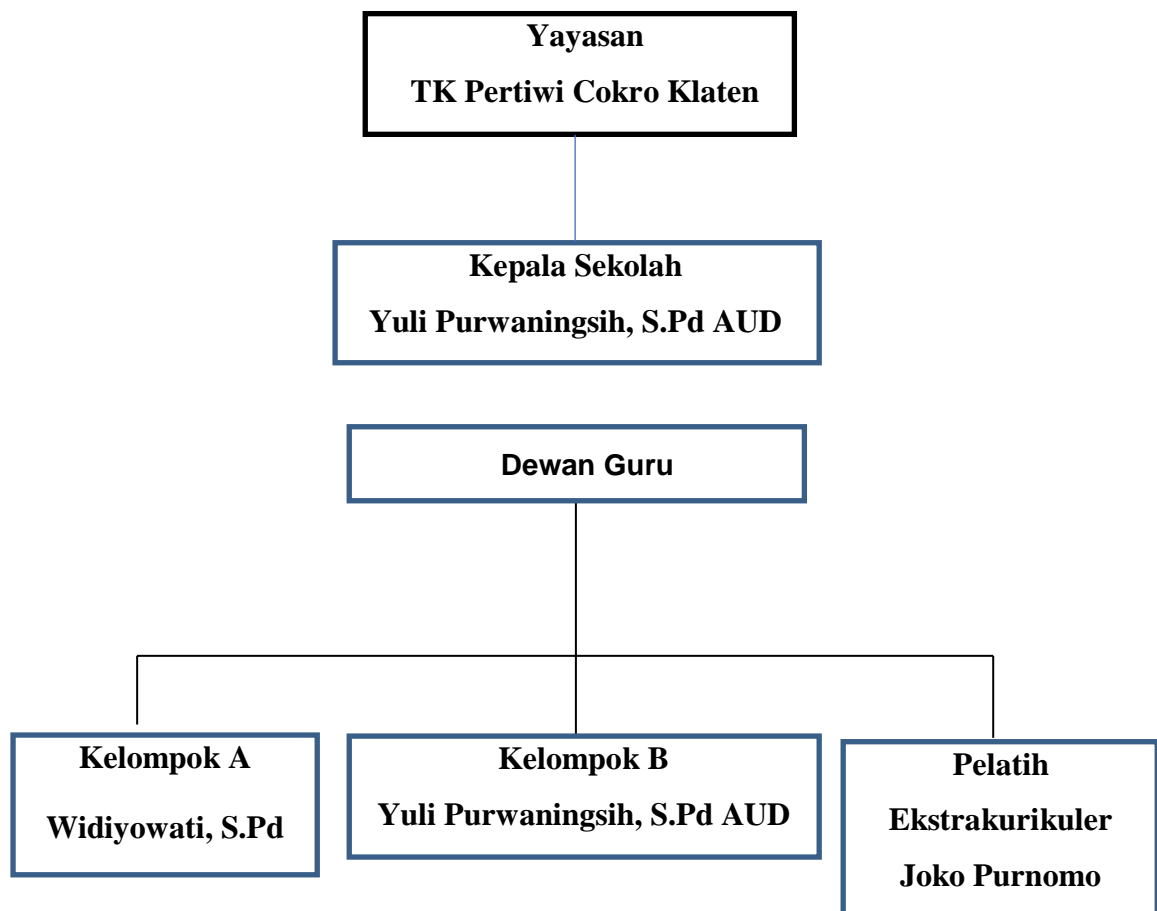 Yayasan
TK Pertiwi Cokro Klaten
Kepala Sekolah
Yuli Purwaningsih, S.Pd AUD
Dewan Guru
Kelompok A
Widiyowati, S.Pd
Kelompok B
Yuli Purwaningsih, S.Pd AUD
Pelatih
Ekstrakurikuler
Joko Purnomo